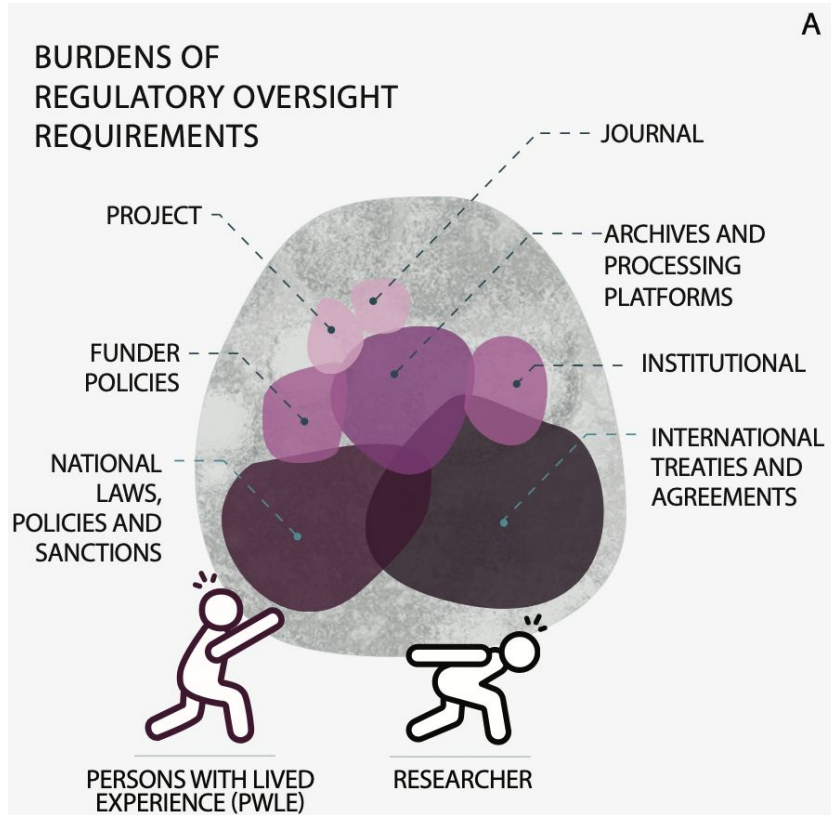 A
BURDENS OF
REGULATORY OVERSIGHT
REQUIREMENTS
JOURNAL
PROJECT
ARCHIVES AND
PROCESSING
PLATFORMS
FUNDER
POLICIES
INSTITUTIONAL
INTERNATIONAL
TREATIES AND
AGREEMENTS
NATIONAL
LAWS,
POLICIES AND
SANCTIONS
PERSONS WITH LIVED
EXPERIENCE (PWLE)
RESEARCHER